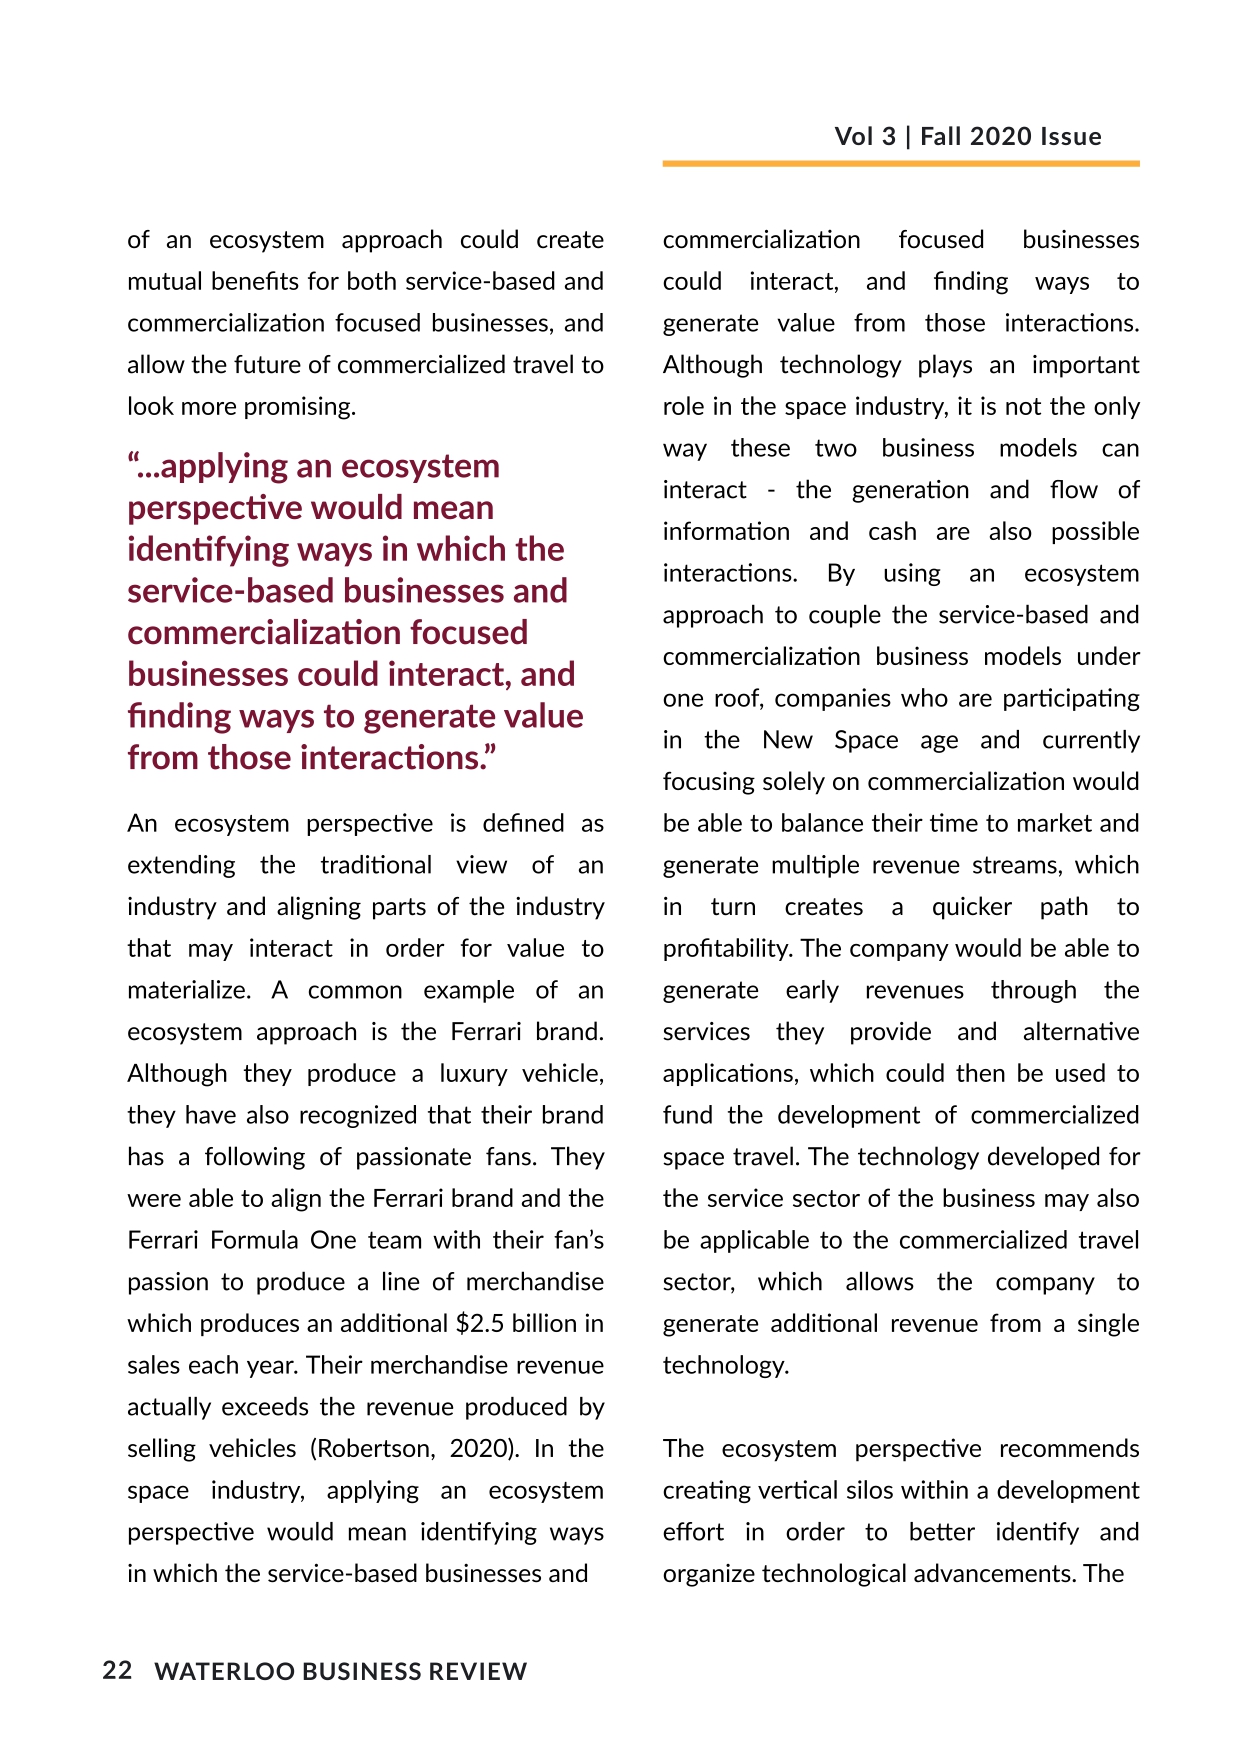 Vol 3 | Fall 2020 Issue
of an ecosystem approach could create
mutual benefits for both service-based and
commercialization focused businesses, and
allow the future of commercialized travel to
look more promising.
“...applying an ecosystem
perspective would mean
identifying ways in which the
service-based businesses and
commercialization focused
businesses could interact, and
finding ways to generate value
from those interactions.”
An ecosystem perspective is defined as
extending the traditional view of an
industry and aligning parts of the industry
that may interact in order for value to
materialize. A common example of an
ecosystem approach is the Ferrari brand.
Although they produce a luxury vehicle,
they have also recognized that their brand
has a following of passionate fans. They
were able to align the Ferrari brand and the
Ferrari Formula One team with their fan’s
passion to produce a line of merchandise
which produces an additional $2.5 billion in
sales each year. Their merchandise revenue
actually exceeds the revenue produced by
selling vehicles (Robertson, 2020). In the
space industry, applying an ecosystem
perspective would mean identifying ways
in which the service-based businesses and
commercialization focused businesses
could interact, and finding ways to
generate value from those interactions.
Although technology plays an important
role in the space industry, it is not the only
way these two business models can
interact - the generation and flow of
information and cash are also possible
interactions. By using an ecosystem
approach to couple the service-based and
commercialization business models under
one roof, companies who are participating
in the New Space age and currently
focusing solely on commercialization would
be able to balance their time to market and
generate multiple revenue streams, which
in turn creates a quicker path to
profitability. The company would be able to
generate early revenues through the
services they provide and alternative
applications, which could then be used to
fund the development of commercialized
space travel. The technology developed for
the service sector of the business may also
be applicable to the commercialized travel
sector, which allows the company to
generate additional revenue from a single
technology.
The ecosystem perspective recommends
creating vertical silos within a development
effort in order to better identify and
organize technological advancements. The
22 WATERLOO BUSINESS REVIEW